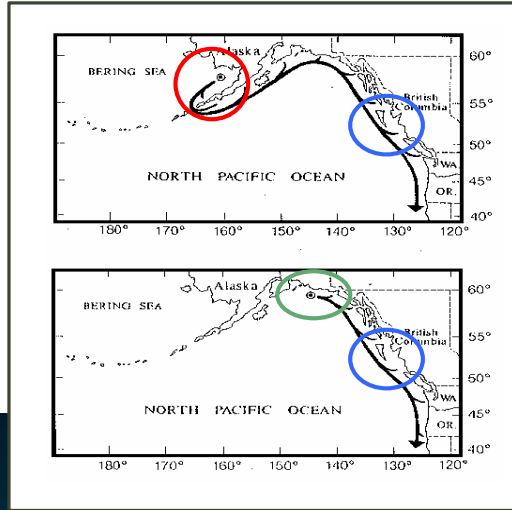 Alaska
60°
BERING SEA
55°
British
Columbia
50°
WA.
NORTH PACIFIC OCEAN
45°
OR.
40°
180° 170° 160° 150° 140° 130° 120°
Alaska
60°
BERING SEA
55°
British
Columbia
50°
WA
NORTH PACIFIC OCEAN
45°
OR.
40°
180° 170° 160° 150° 140° 130° 120°